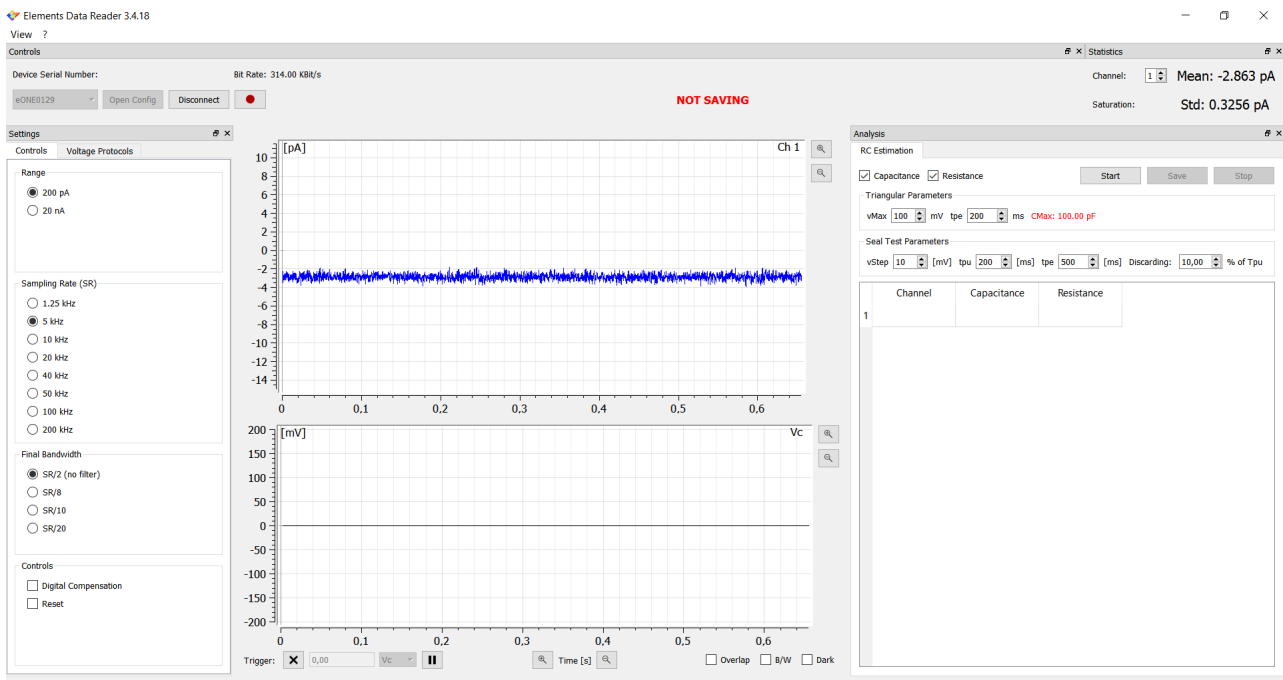 Elements Data Reader 3.4.18
View ?
Controls
Statistics
Device Serial Number:
Bit Rate: 314.00 KBit/s
eONE0129
Open Config
Disconnect
NOT SAVING
Channel: 1 Mean: -2.863 pA
Saturation: Std: 0.3256 pA
Settings
Controls Voltage Protocols
Range
200 pA
20 nA
Sampling Rate (SR)
1.25 kHz
5 kHz
10 kHz
20 kHz
40 kHz
50 kHz
100 kHz
200 kHz
Final Bandwidth
SR/2 (no filter)
SR/8
SR/10
SR/20
Controls
Digital Compensation
Reset
[pA] Ch 1
10
8
6
4
2
0
-2
-4
-6
-8
-10
-12
-14
0 0,1 0,2 0,3 0,4 0,5 0,6
[mV] Vc
200
150
100
50
0
-50
-100
-150
-200
0 0,1 0,2 0,3 0,4 0,5 0,6
Trigger: 0,00 Vc Time [s] Overlap B/W Dark
Analysis
RC Estimation
Capacitance Resistance Start Save Stop
Triangular Parameters
vMax 100 mV tpe 200 ms CMax: 100.00 pF
Seal Test Parameters
vStep 10 [mV] tpu 200 [ms] tpe 500 [ms] Discarding: 10,00 % of Tpu
Channel Capacitance Resistance
1